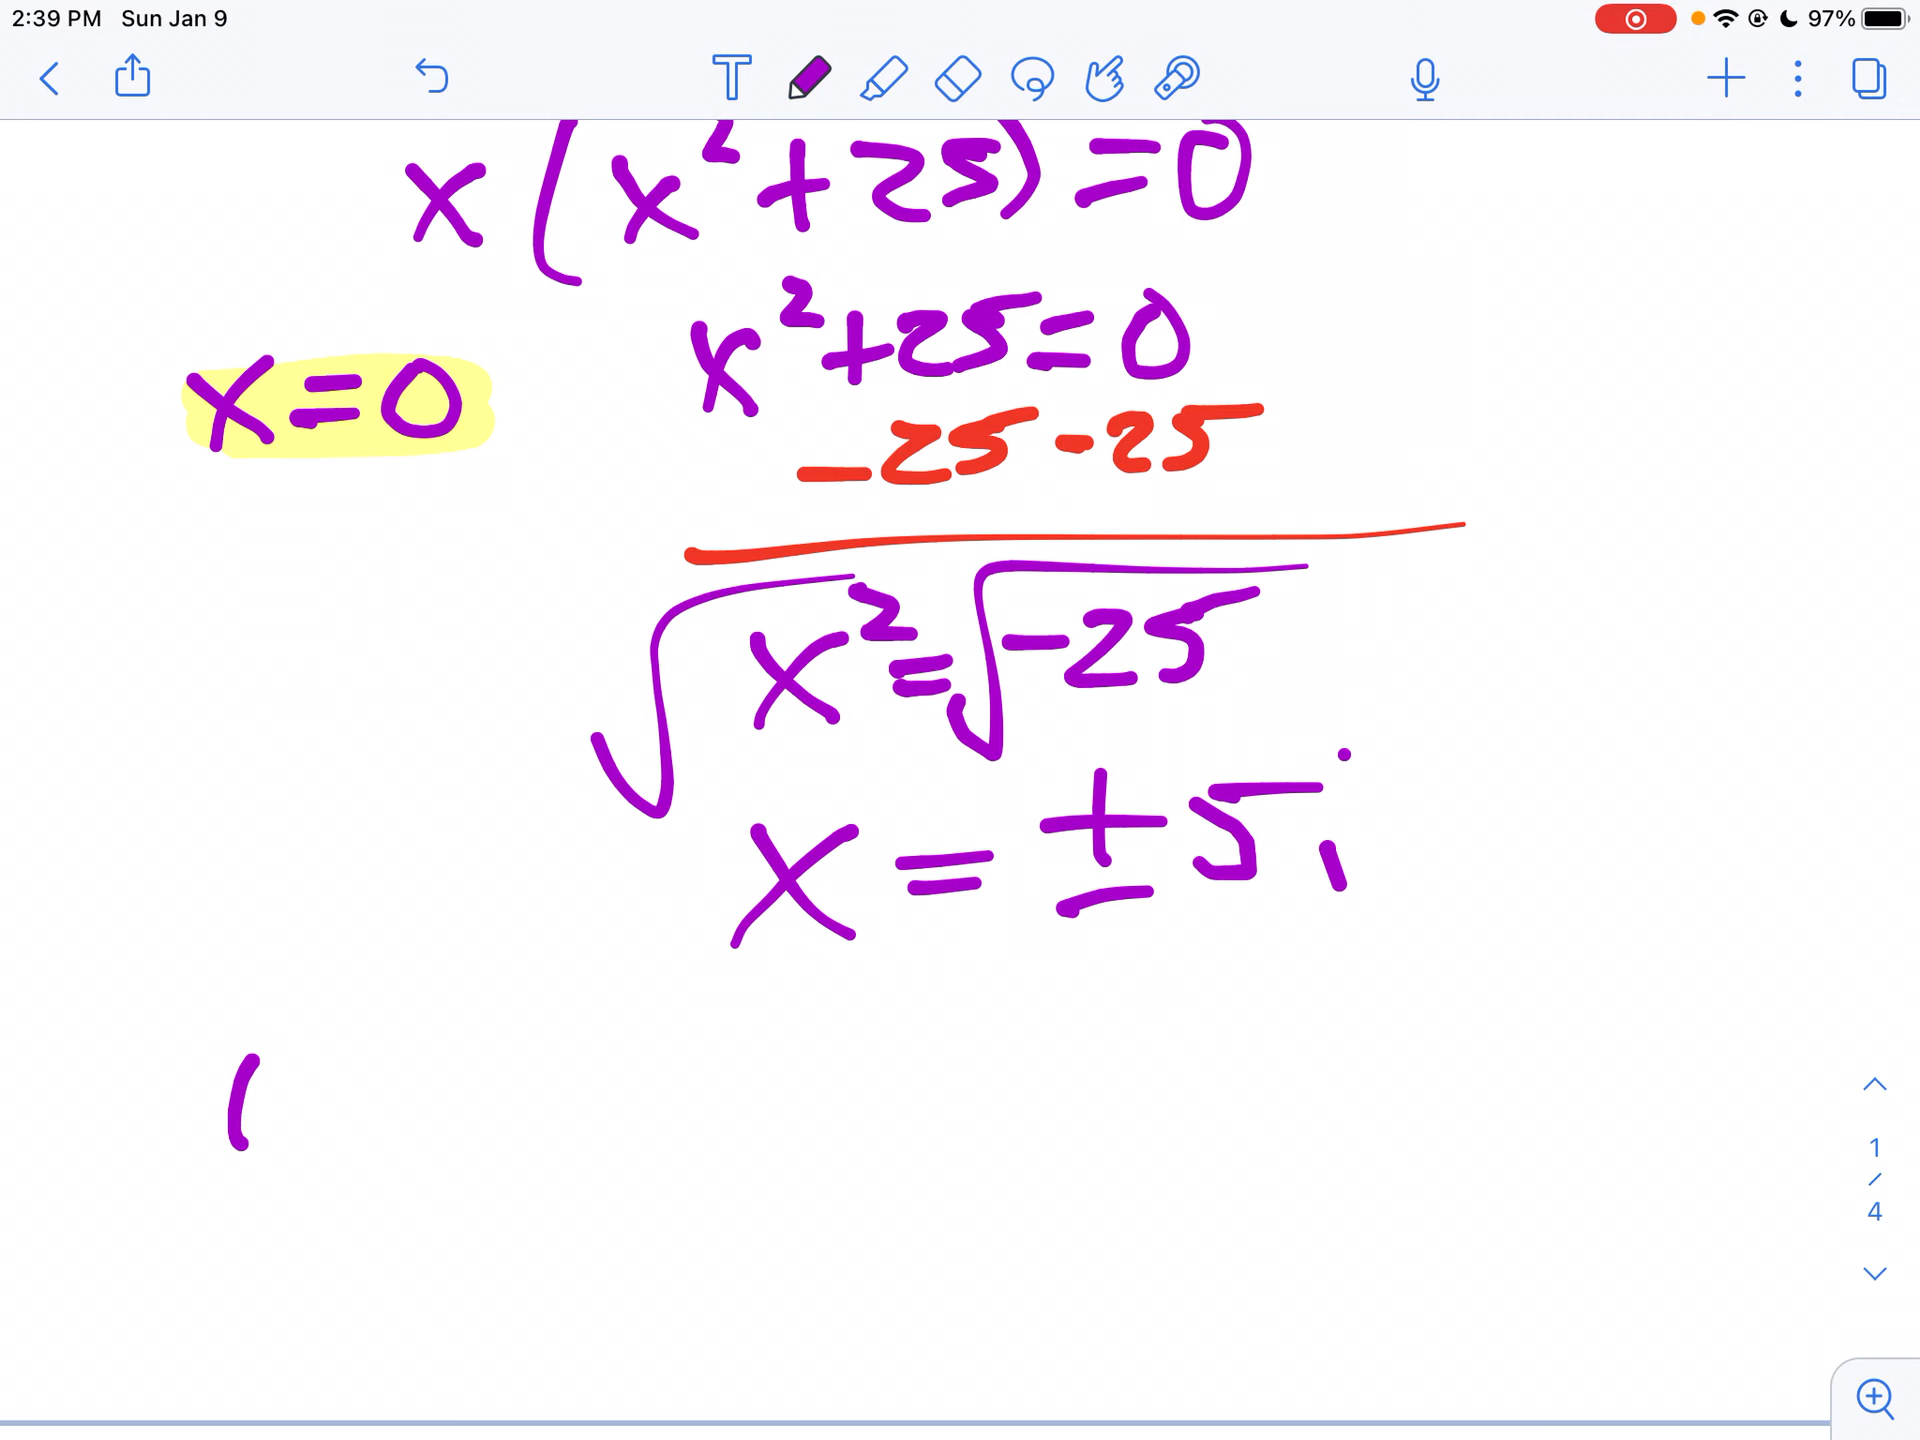 2:39 PM Sun Jan 9 97%
T
x(x²+25)=0
x²+25=0
x=0
-25 -25
√x²=√-25
x=±5i
(
1
/
4